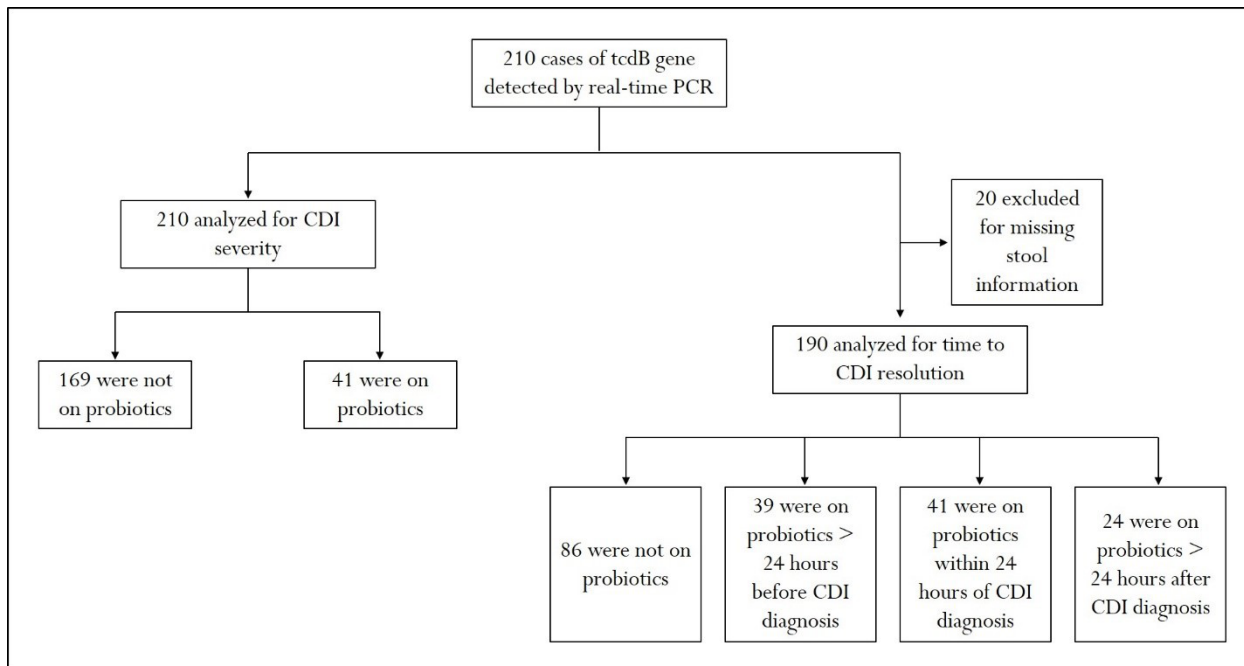 210 cases of tcdB gene
detected by real-time PCR
210 analyzed for CDI
severity
20 excluded
for missing
stool
information
169 were not
on probiotics
41 were on
probiotics
190 analyzed for time to
CDI resolution
86 were not on
probiotics
39 were on
probiotics >
24 hours
before CDI
diagnosis
41 were on
probiotics
within 24
hours of CDI
diagnosis
24 were on
probiotics >
24 hours after
CDI diagnosis